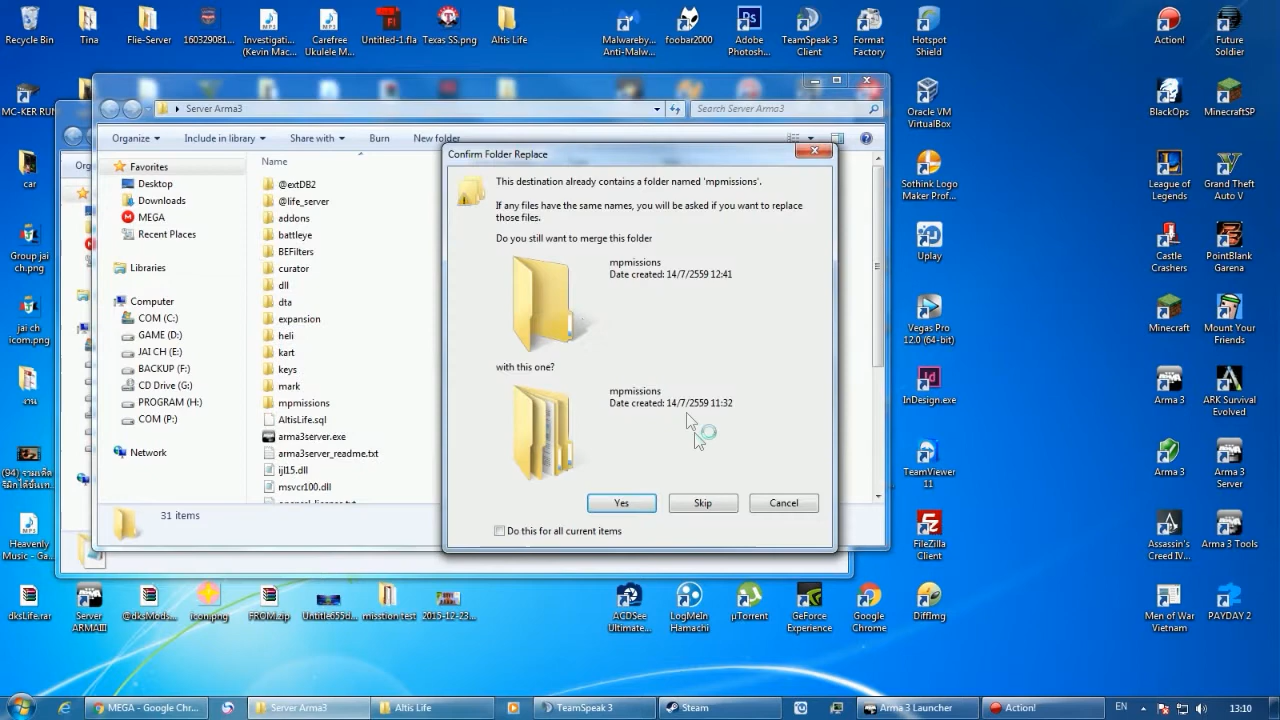 Recycle Bin
Tina
Flie-Server
160329081...
Investigati...
(Kevin Mac...
Carefree
Ukulele M...
Untitled-1.fla
Texas SS.png
Altis Life
Malwareby...
Anti-Malw...
foobar2000
Adobe
Photosh...
TeamSpeak 3
Client
Format
Factory
Hotspot
Shield
Action!
Future
Soldier
MC-KER RUN
car
Group jai
ch.png
jai ch
icom.png
งาน
Heavenly
Music - Ga...
Server Arma3
Search Server Arma3
Organize
Include in library
Share with
Burn
New folder
Favorites
Desktop
Downloads
MEGA
Recent Places
Libraries
Computer
COM (C:)
GAME (D:)
JAI CH (E:)
BACKUP (F:)
CD Drive (G:)
PROGRAM (H:)
COM (P:)
Network
Name
@extDB2
@life_server
addons
battleye
BEFilters
curator
dll
dta
expansion
heli
kart
keys
mark
mpmissions
AltisLife.sql
arma3server.exe
arma3server_readme.txt
ijl15.dll
msvcr100.dll
31 items
Confirm Folder Replace
This destination already contains a folder named 'mpmissions'.
If any files have the same names, you will be asked if you want to replace
those files.
Do you still want to merge this folder
mpmissions
Date created: 14/7/2559 12:41
with this one?
mpmissions
Date created: 14/7/2559 11:32
Yes
Skip
Cancel
Do this for all current items
Oracle VM
VirtualBox
BlackOps
MinecraftSP
Sothink Logo
Maker Prof...
League of
Legends
Grand Theft
Auto V
Uplay
Castle
Crashers
PointBlank
Garena
Vegas Pro
12.0 (64-bit)
Minecraft
Mount Your
Friends
InDesign.exe
Arma 3
ARK Survival
Evolved
TeamViewer
11
Arma 3
Arma 3
Server
FileZilla
Client
Assassin's
Creed IV...
Arma 3 Tools
dksLife.rar
Server
ARMAIII
@dksMods...
Icon.png
FROM.zip
Untitle655d...
misstion test
2015-12-23...
ACDSee
Ultimate...
LogMeIn
Hamachi
µTorrent
GeForce
Experience
Google
Chrome
DiffImg
Men of War
Vietnam
PAYDAY 2
MEGA - Google Chr...
Server Arma3
Altis Life
TeamSpeak 3
Steam
Arma 3 Launcher
Action!
EN
13:10